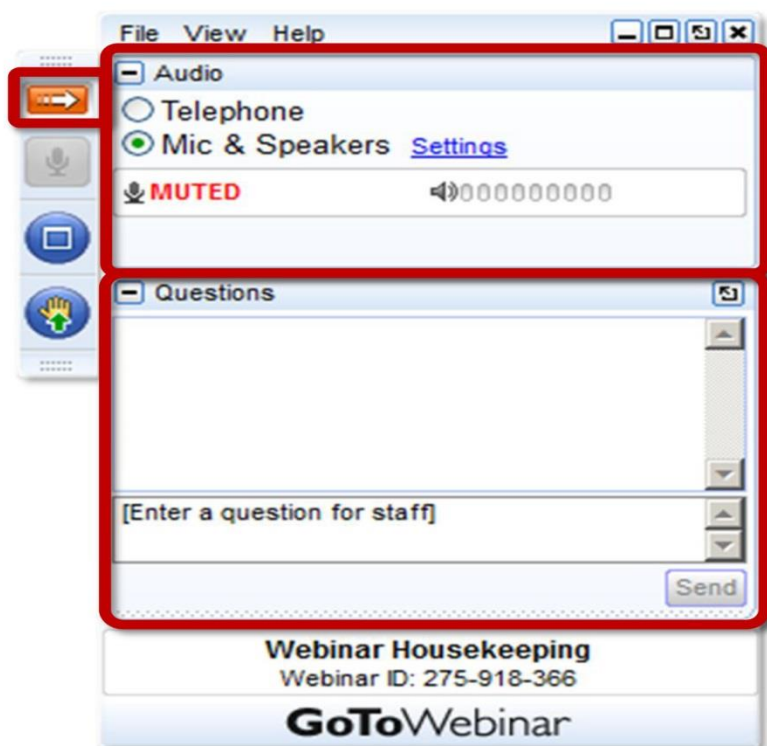 File View Help
Audio
Telephone
Mic & Speakers Settings
MUTED 000000000
Questions
[Enter a question for staff]
Send
Webinar Housekeeping
Webinar ID: 275-918-366
GoToWebinar